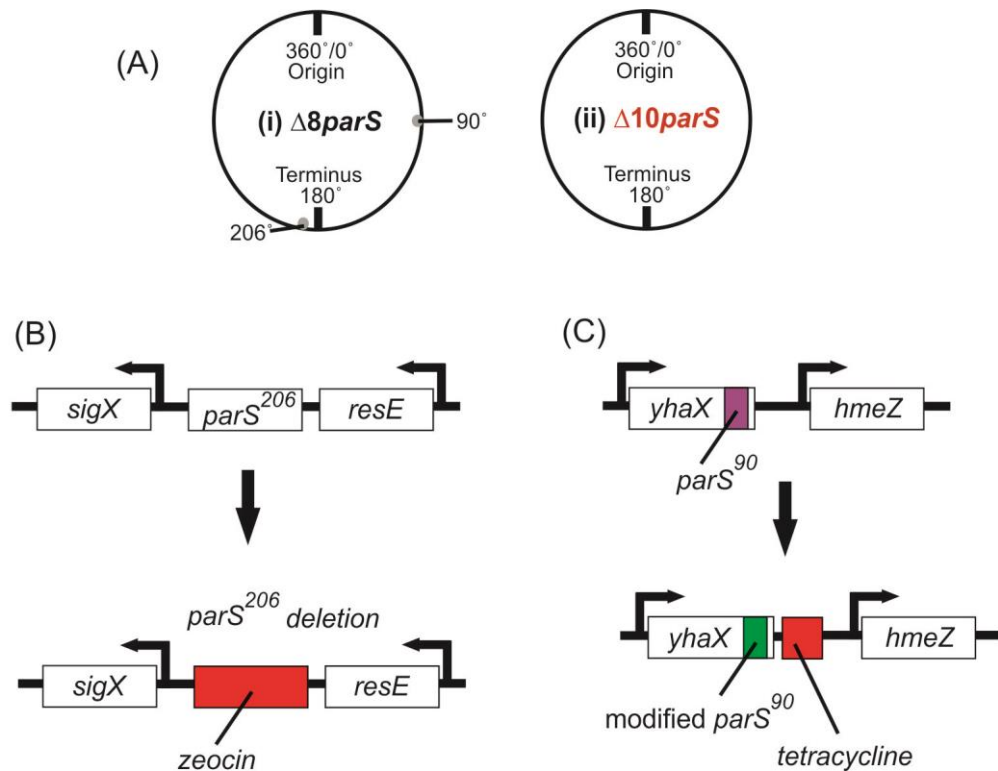 (A)
360°/0°
Origin
(i) Δ8parS
90°
Terminus
180°
206°
360°/0°
Origin
(ii) Δ10parS
Terminus
180°
(B)
sigX
parS²⁰⁶
resE
parS²⁰⁶ deletion
sigX
resE
zeocin
(C)
yhaX
hmeZ
parS⁹⁰
yhaX
hmeZ
modified parS⁹⁰
tetracycline